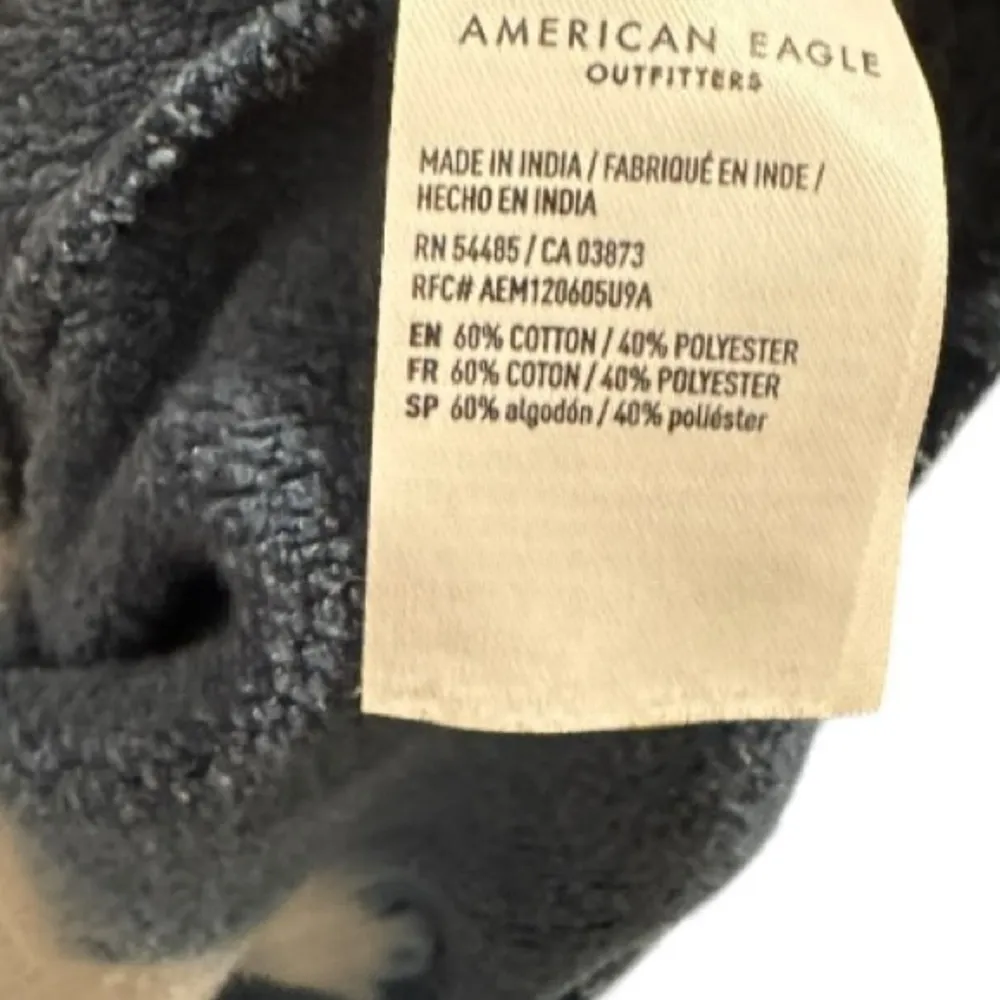 AMERICAN EAGLE
OUTFITTERS
MADE IN INDIA / FABRIQUÉ EN INDE /
HECHO EN INDIA
RN 54485 / CA 03873
RFC# AEM120605U9A
EN 60% COTTON / 40% POLYESTER
FR 60% COTON / 40% POLYESTER
SP 60% algodón / 40% poliéster